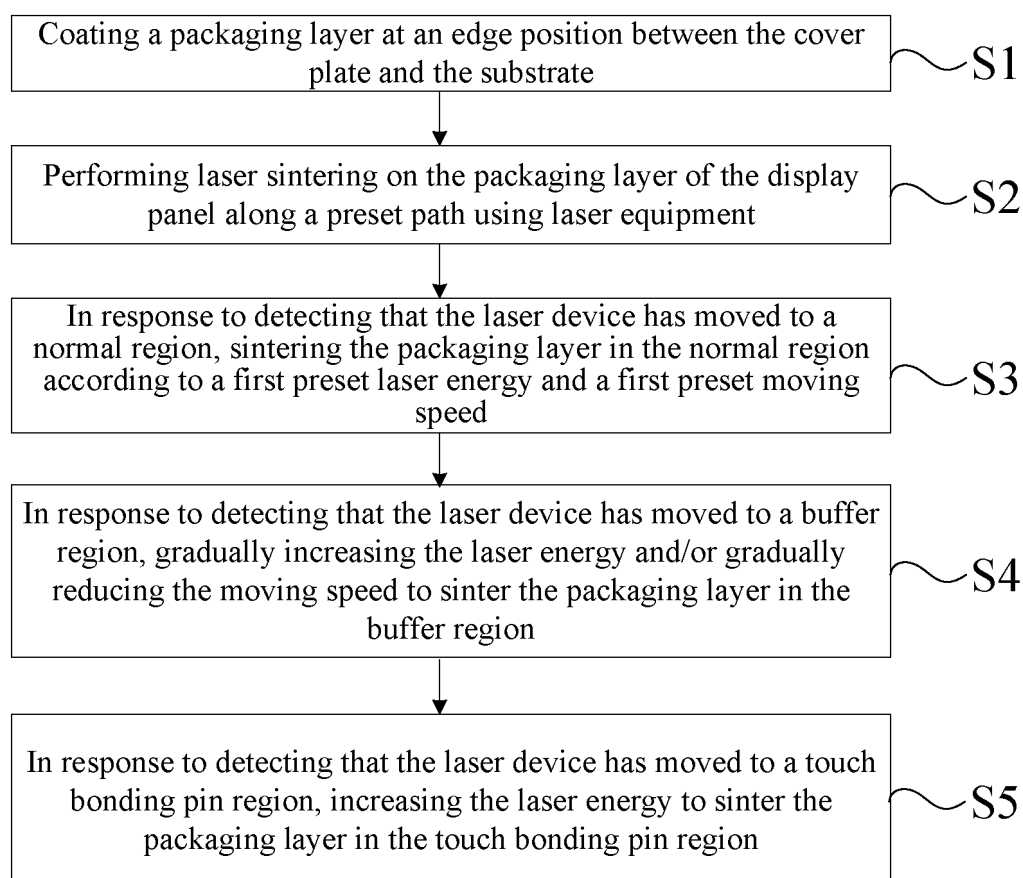 Coating a packaging layer at an edge position between the cover
plate and the substrate
S1
Performing laser sintering on the packaging layer of the display
panel along a preset path using laser equipment
S2
In response to detecting that the laser device has moved to a
normal region, sintering the packaging layer in the normal region
according to a first preset laser energy and a first preset moving
speed
S3
In response to detecting that the laser device has moved to a buffer
region, gradually increasing the laser energy and/or gradually
reducing the moving speed to sinter the packaging layer in the
buffer region
S4
In response to detecting that the laser device has moved to a touch
bonding pin region, increasing the laser energy to sinter the
packaging layer in the touch bonding pin region
S5